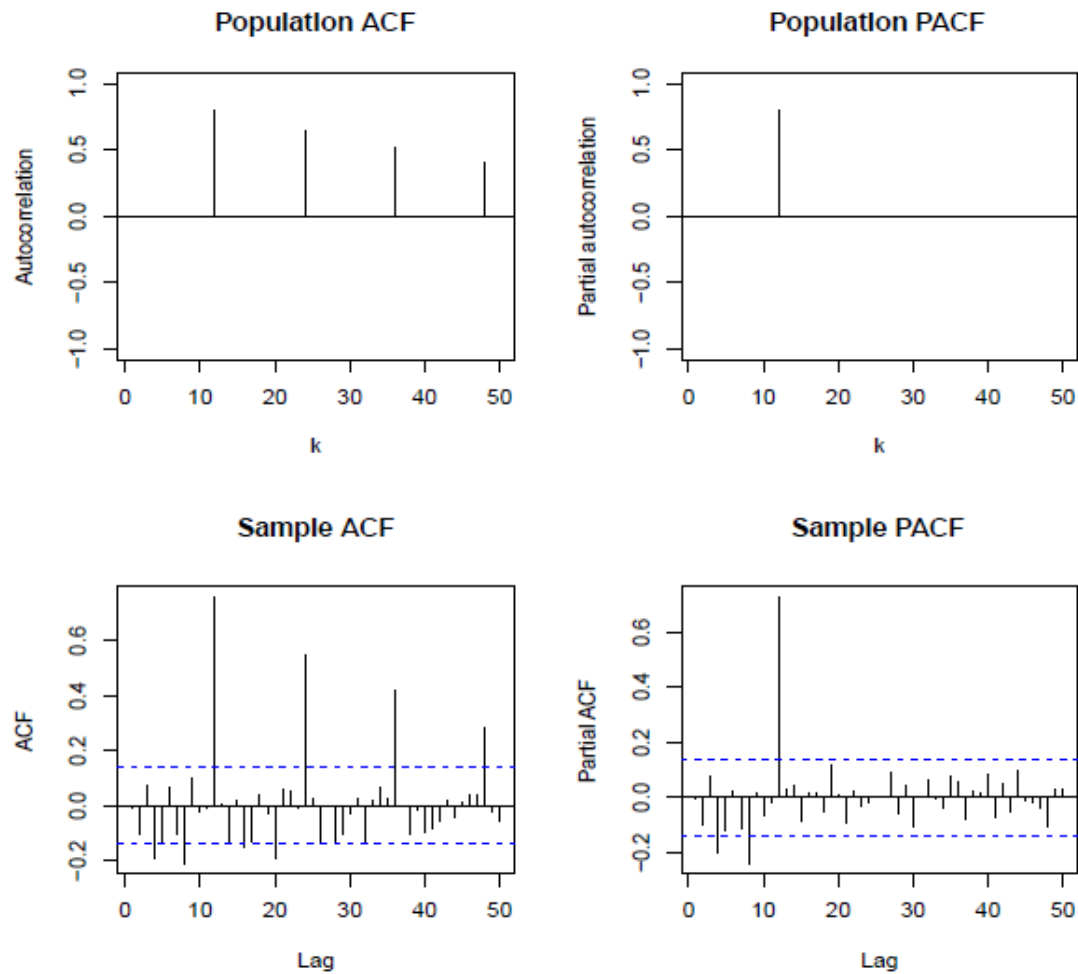 Population ACF
Autocorrelation
1.0
0.5
0.0
−0.5
−1.0
0 10 20 30 40 50
k
Population PACF
Partial autocorrelation
1.0
0.5
0.0
−0.5
−1.0
0 10 20 30 40 50
k
Sample ACF
ACF
0.6
0.4
0.2
0.0
−0.2
0 10 20 30 40 50
Lag
Sample PACF
Partial ACF
0.6
0.4
0.2
0.0
−0.2
0 10 20 30 40 50
Lag